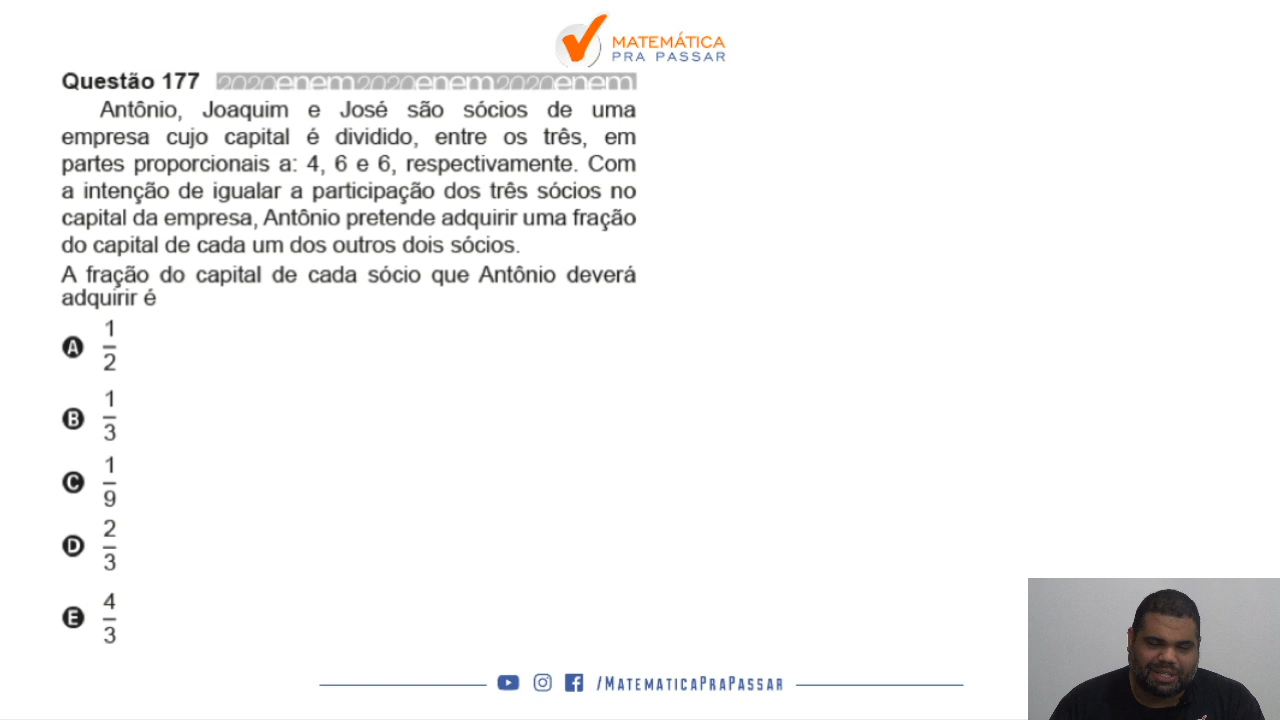 MATEMÁTICA
PRA PASSAR
Questão 177 2020enem2020enem2020enem
Antônio, Joaquim e José são sócios de uma
empresa cujo capital é dividido, entre os três, em
partes proporcionais a: 4, 6 e 6, respectivamente. Com
a intenção de igualar a participação dos três sócios no
capital da empresa, Antônio pretende adquirir uma fração
do capital de cada um dos outros dois sócios.
A fração do capital de cada sócio que Antônio deverá
adquirir é
A 1/2
B 1/3
C 1/9
D 2/3
E 4/3
/MATEMATICAPRAPASSAR